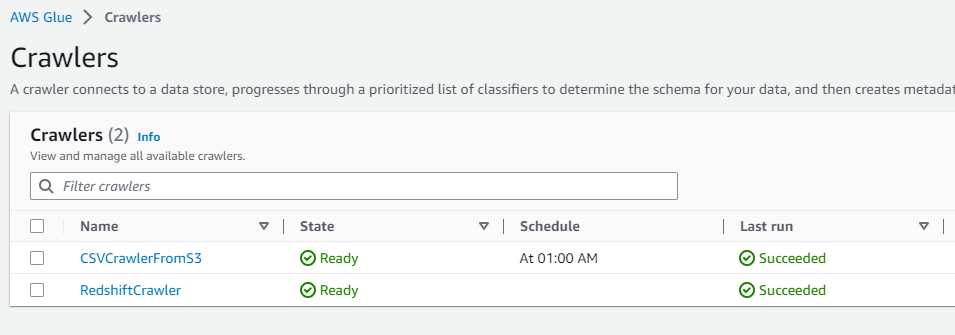 AWS Glue > Crawlers
Crawlers
A crawler connects to a data store, progresses through a prioritized list of classifiers to determine the schema for your data, and then creates metadat
Crawlers (2) Info
View and manage all available crawlers.
Filter crawlers
Name State Schedule Last run
CSVCrawlerFromS3 Ready At 01:00 AM Succeeded
RedshiftCrawler Ready Succeeded